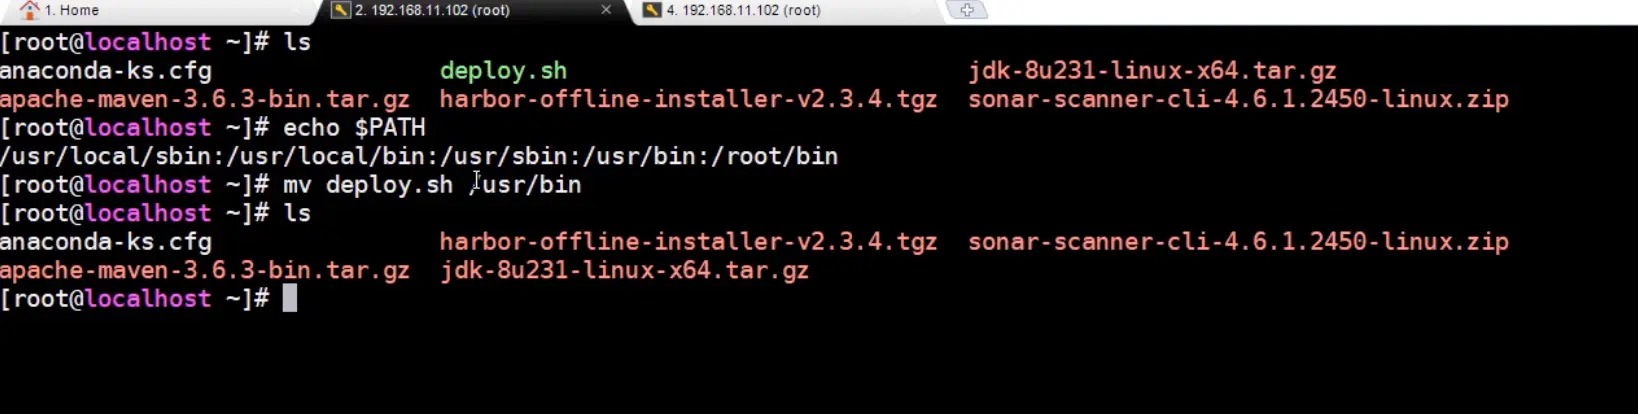 1. Home 2. 192.168.11.102 (root) 4. 192.168.11.102 (root)
[root@localhost ~]# ls
anaconda-ks.cfg deploy.sh jdk-8u231-linux-x64.tar.gz
apache-maven-3.6.3-bin.tar.gz harbor-offline-installer-v2.3.4.tgz sonar-scanner-cli-4.6.1.2450-linux.zip
[root@localhost ~]# echo $PATH
/usr/local/sbin:/usr/local/bin:/usr/sbin:/usr/bin:/root/bin
[root@localhost ~]# mv deploy.sh /usr/bin
[root@localhost ~]# ls
anaconda-ks.cfg harbor-offline-installer-v2.3.4.tgz sonar-scanner-cli-4.6.1.2450-linux.zip
apache-maven-3.6.3-bin.tar.gz jdk-8u231-linux-x64.tar.gz
[root@localhost ~]#